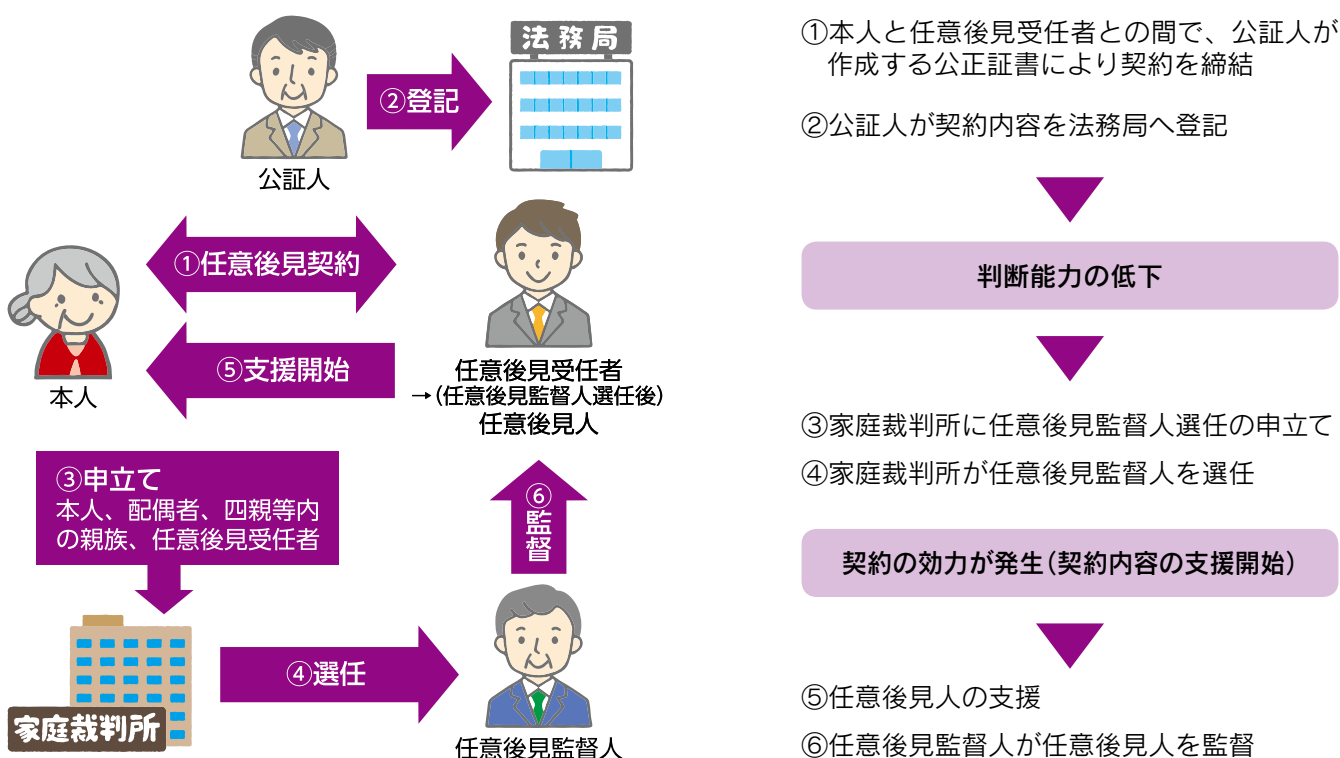 法務局
②登記
公証人
①任意後見契約
⑤支援開始
本人
任意後見受任者
→(任意後見監督人選任後)
任意後見人
③申立て
本人、配偶者、四親等内
の親族、任意後見受任者
⑥監督
家庭裁判所
④選任
任意後見監督人
①本人と任意後見受任者との間で、公証人が
作成する公正証書により契約を締結
②公証人が契約内容を法務局へ登記
判断能力の低下
③家庭裁判所に任意後見監督人選任の申立て
④家庭裁判所が任意後見監督人を選任
契約の効力が発生(契約内容の支援開始)
⑤任意後見人の支援
⑥任意後見監督人が任意後見人を監督